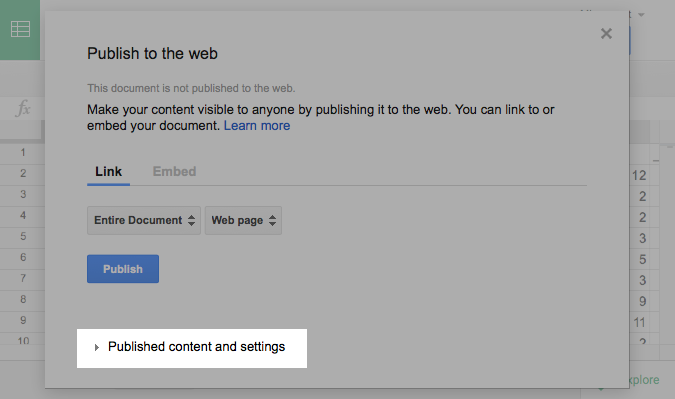 Publish to the web
This document is not published to the web.
Make your content visible to anyone by publishing it to the web. You can link to or
embed your document. Learn more
Link Embed
Entire Document Web page
Publish
Published content and settings
fx
1
2 12
3 2
4 2
5 3
6 5
7 3
8 9
9 11
10 2